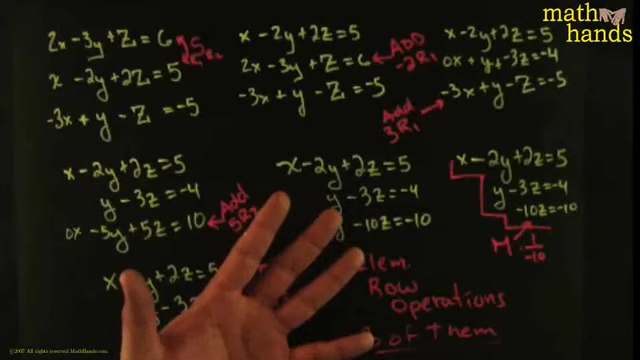 math
hands
2x - 3y + z = 6
x - 2y + 2z = 5
-3x + y - z = -5
x - 2y + 2z = 5
2x - 3y + z = 6
-3x + y - z = -5
ADD
-2R1
x - 2y + 2z = 5
0x + y + -3z = -4
-3x + y - z = -5
Add
3R1
x - 2y + 2z = 5
y - 3z = -4
0x - 5y + 5z = 10
Add
x - 2y + 2z = 5
y - 3z = -4
-10z = -10
x - 2y + 2z = 5
y - 3z = -4
-10z = -10
M 1/-10
Elem.
Row
Operations
of them
©2007 All rights reserved MathHands.com